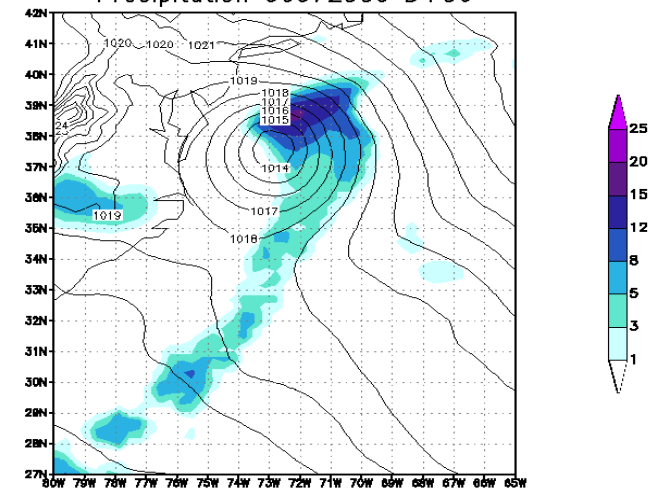 Precipitation
42N
41N 1020 1020 1021
40N
1019
1018
1017
39N
1016
1015
24 25
38N
20
37N 1014
15
36N
1017
1019
35N 12
1018
34N 8
33N 5
32N
3
31N
1
30N
29N
28N
27N
80W 79W 78W 77W 76W 75W 74W 73W 72W 71W 70W 69W 68W 67W 66W 65W